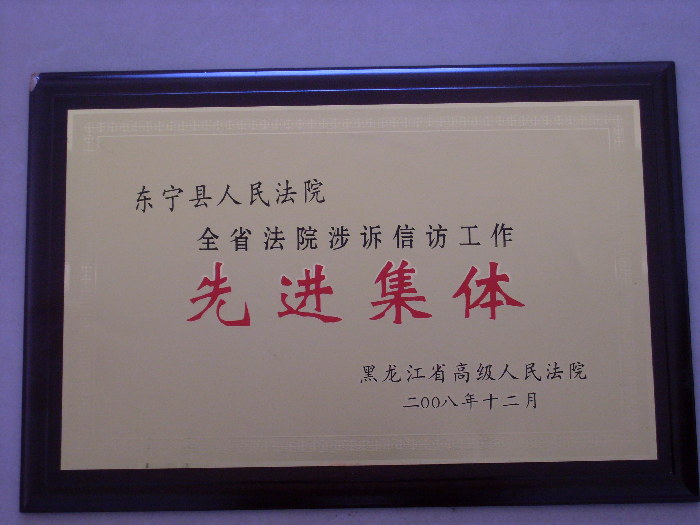 东宁县人民法院
全省法院涉诉信访工作
先进集体
黑龙江省高级人民法院
二00八年十二月